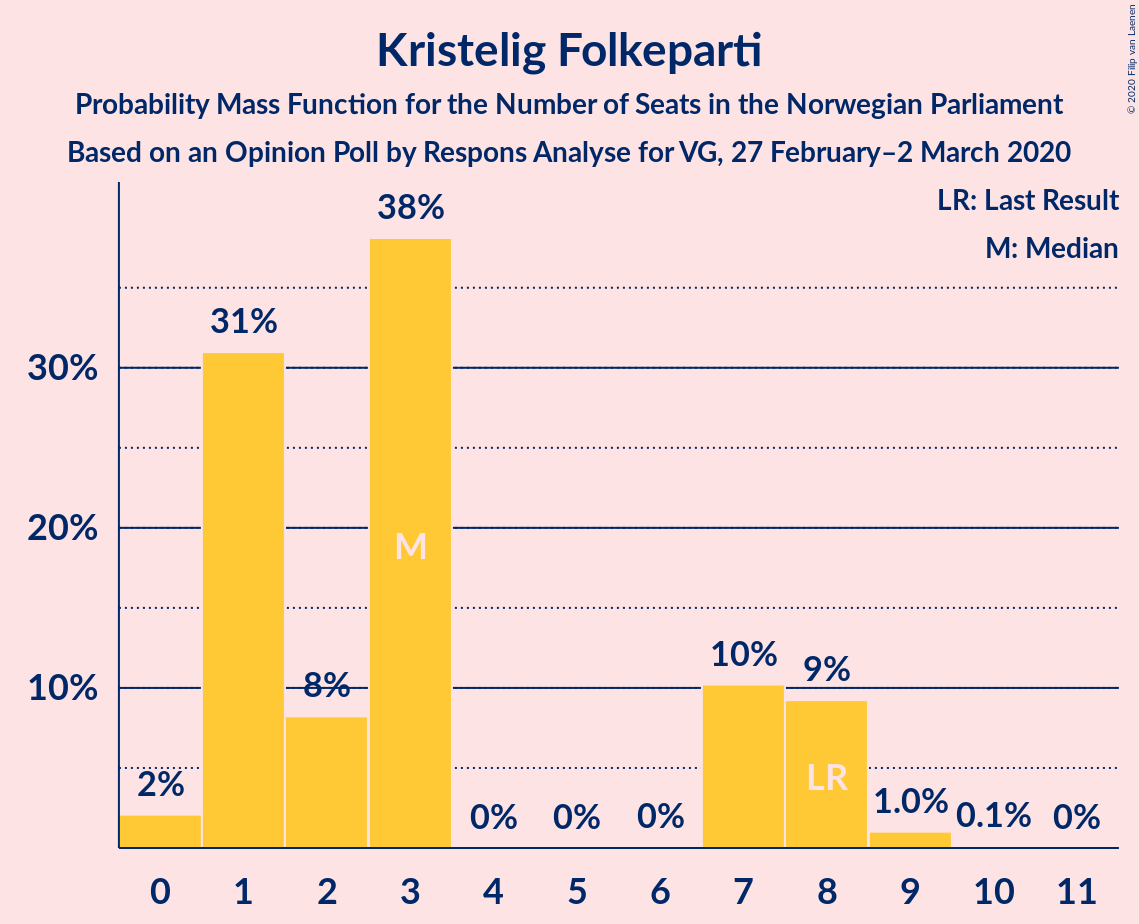 Kristelig Folkeparti
Probability Mass Function for the Number of Seats in the Norwegian Parliament
Based on an Opinion Poll by Respons Analyse for VG, 27 February–2 March 2020
© 2020 Filip van Laenen
LR: Last Result
M: Median
38%
31%
30%
20%
M
10%
10%
9%
8%
2%
LR
0%
0%
0%
1.0%
0.1%
0%
0 1 2 3 4 5 6 7 8 9 10 11